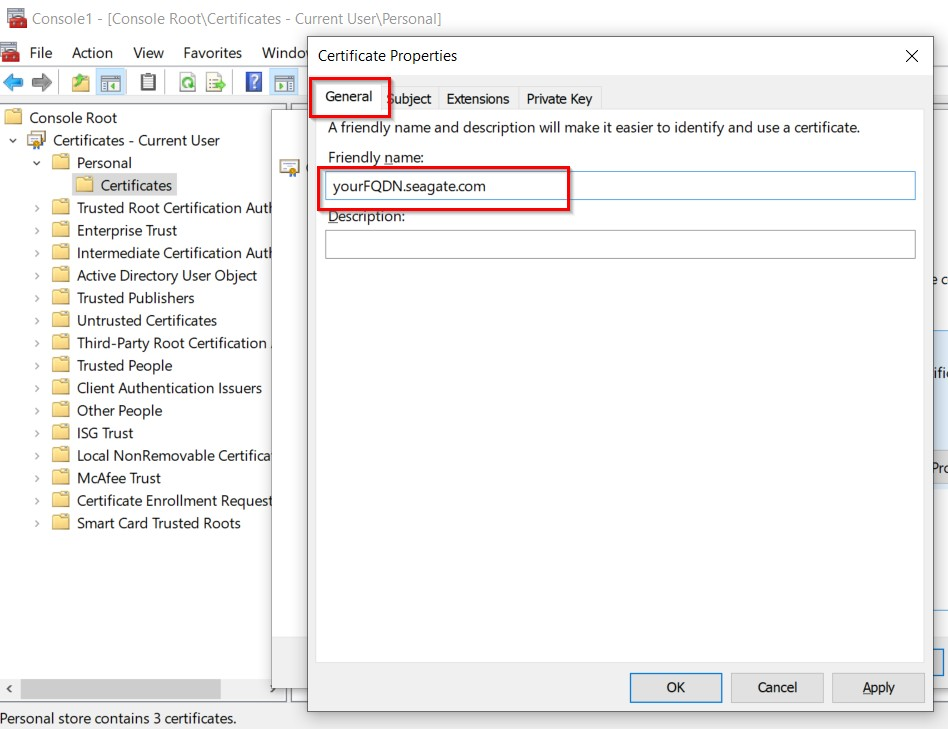 Console1 - [Console Root\Certificates - Current User\Personal]
File Action View Favorites Windo
Certificate Properties
General Subject Extensions Private Key
A friendly name and description will make it easier to identify and use a certificate.
Friendly name:
yourFQDN.seagate.com
Description:
OK Cancel Apply
Console Root
Certificates - Current User
Personal
Certificates
Trusted Root Certification Auth
Enterprise Trust
Intermediate Certification Auth
Active Directory User Object
Trusted Publishers
Untrusted Certificates
Third-Party Root Certification
Trusted People
Client Authentication Issuers
Other People
ISG Trust
Local NonRemovable Certifica
McAfee Trust
Certificate Enrollment Request
Smart Card Trusted Roots
Personal store contains 3 certificates.